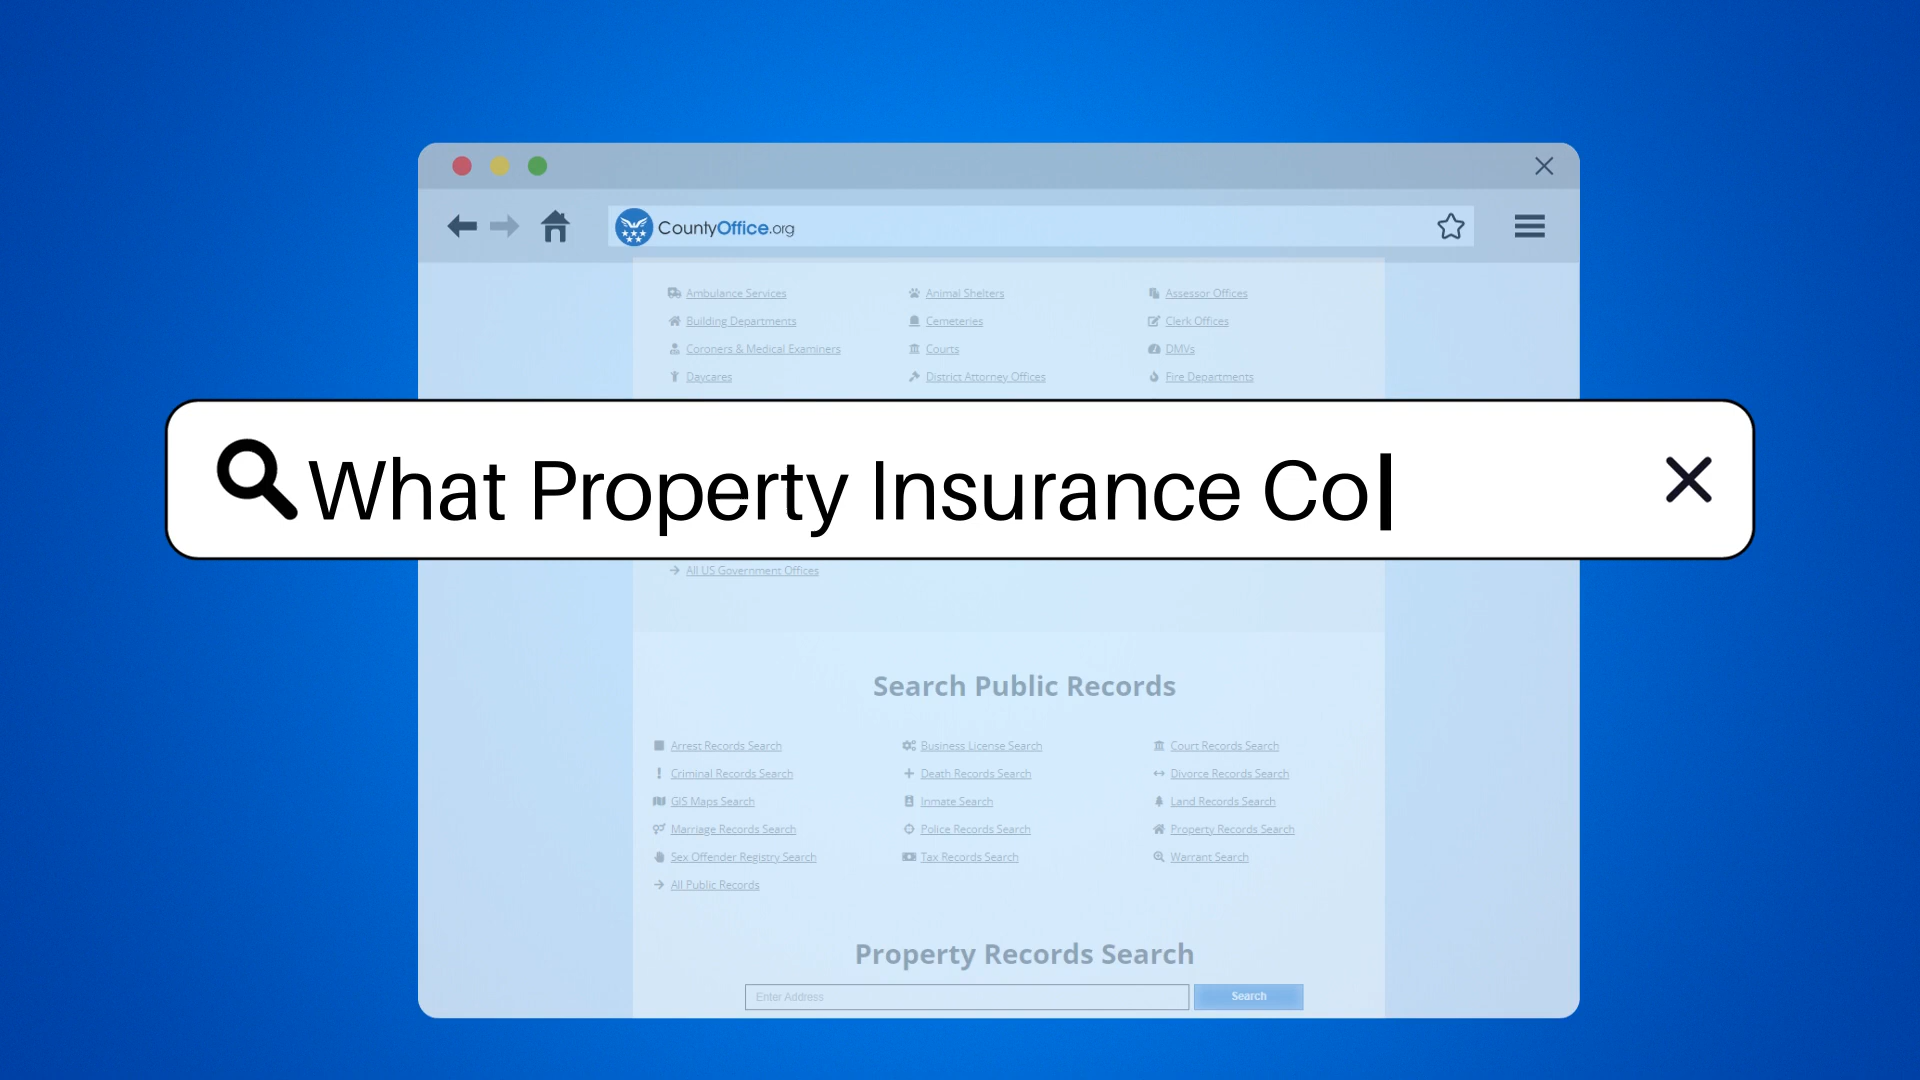 CountyOffice.org
Ambulance Services Animal Shelters Assessor Offices
Building Departments Cemeteries Clerk Offices
Coroners & Medical Examiners Courts DMVs
Daycares District Attorney Offices Fire Departments
What Property Insurance Co
All US Government Offices
Search Public Records
Arrest Records Search Business License Search Court Records Search
Criminal Records Search Death Records Search Divorce Records Search
GIS Maps Search Inmate Search Land Records Search
Marriage Records Search Police Records Search Property Records Search
Sex Offender Registry Search Tax Records Search Warrant Search
All Public Records
Property Records Search
Enter Address Search